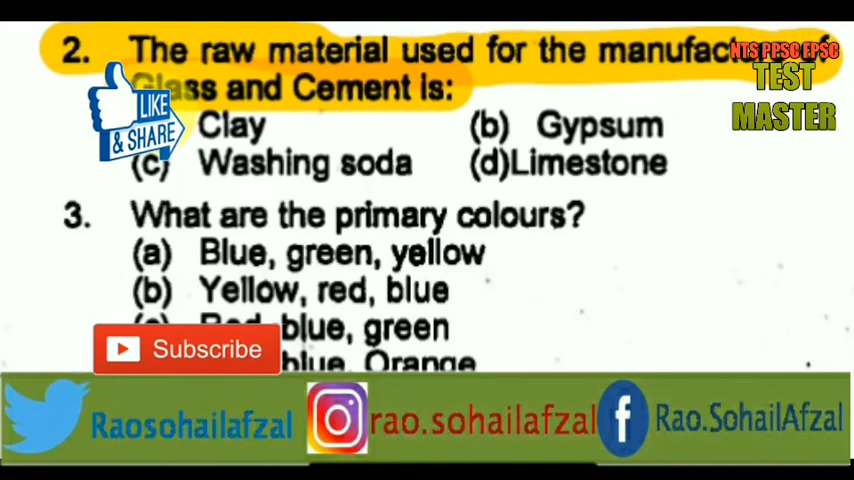 2. The raw material used for the manufacture of
NTS PPSC FPSC
TEST
MASTER
Glass and Cement is:
LIKE
& SHARE
Clay (b) Gypsum
(c) Washing soda (d)Limestone
3. What are the primary colours?
(a) Blue, green, yellow
(b) Yellow, red, blue
(c) Red, blue, green
blue, Orange
Subscribe
Raosohailafzal
rao.sohailafzal
Rao.SohailAfzal